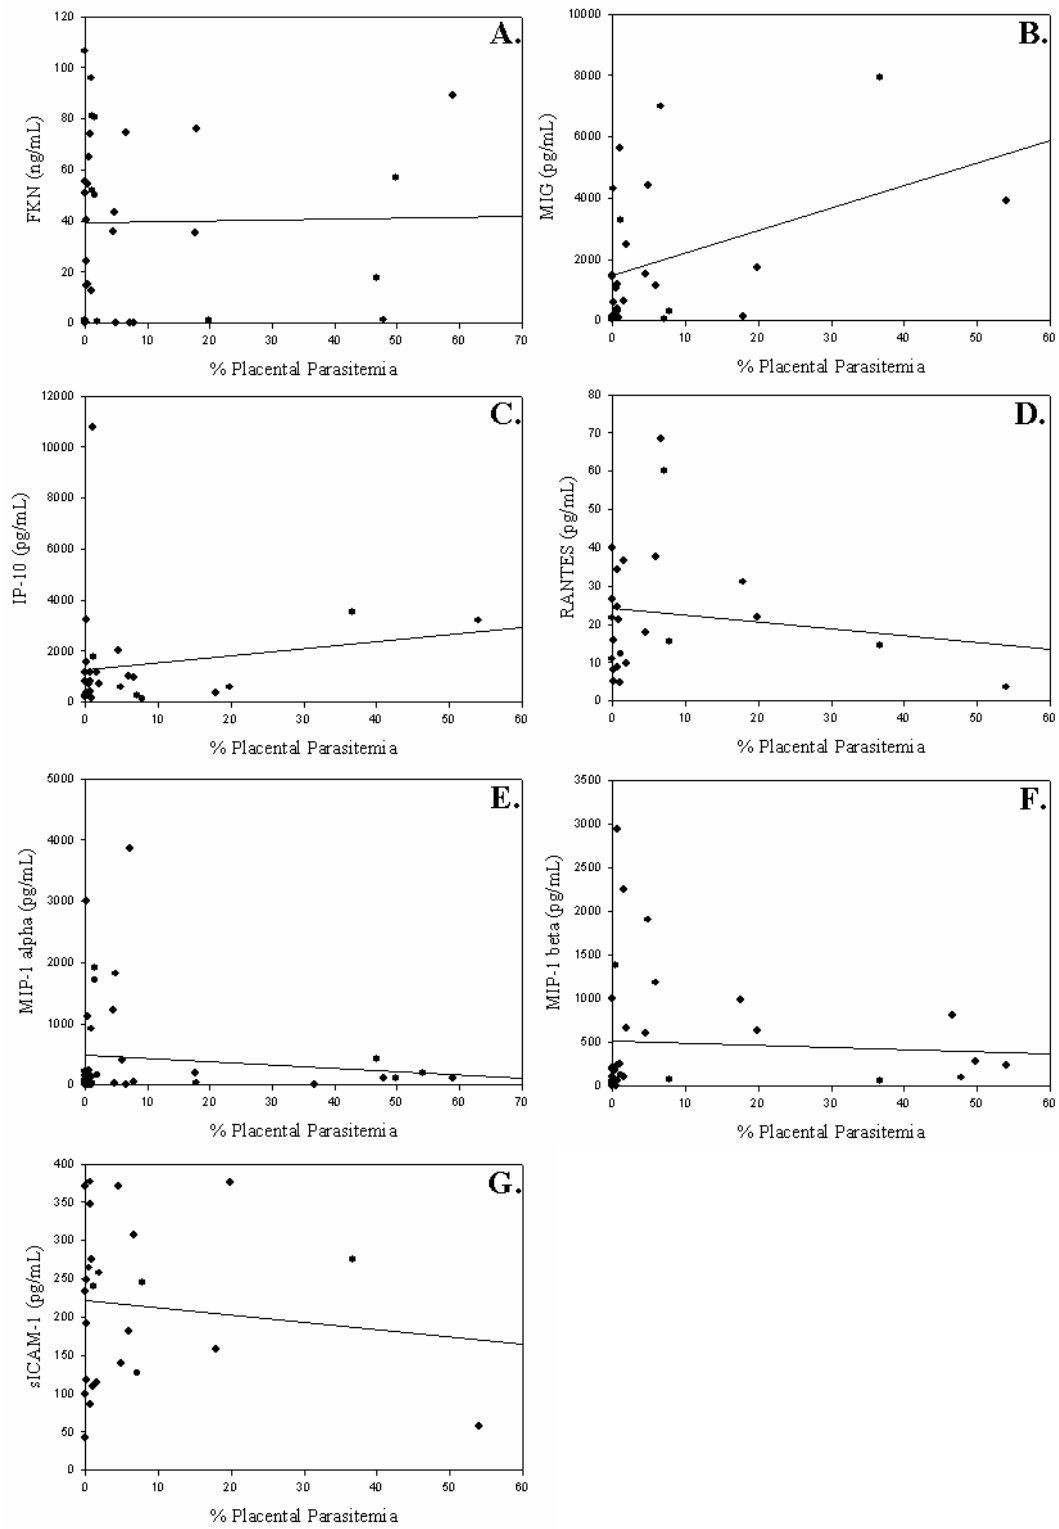 A.
FKN (ng/mL)
120
100
80
60
40
20
0
0 10 20 30 40 50 60 70
% Placental Parasitemia
B.
MIG (pg/mL)
10000
8000
6000
4000
2000
0
0 10 20 30 40 50 60
% Placental Parasitemia
C.
IP-10 (pg/mL)
12000
10000
8000
6000
4000
2000
0
0 10 20 30 40 50 60
% Placental Parasitemia
D.
RANTES (pg/mL)
80
70
60
50
40
30
20
10
0
0 10 20 30 40 50 60
% Placental Parasitemia
E.
MIP-1 alpha (pg/mL)
5000
4000
3000
2000
1000
0
0 10 20 30 40 50 60 70
% Placental Parasitemia
F.
MIP-1 beta (pg/mL)
3500
3000
2500
2000
1500
1000
500
0
0 10 20 30 40 50 60
% Placental Parasitemia
G.
sICAM-1 (pg/mL)
400
350
300
250
200
150
100
50
0
0 10 20 30 40 50 60
% Placental Parasitemia